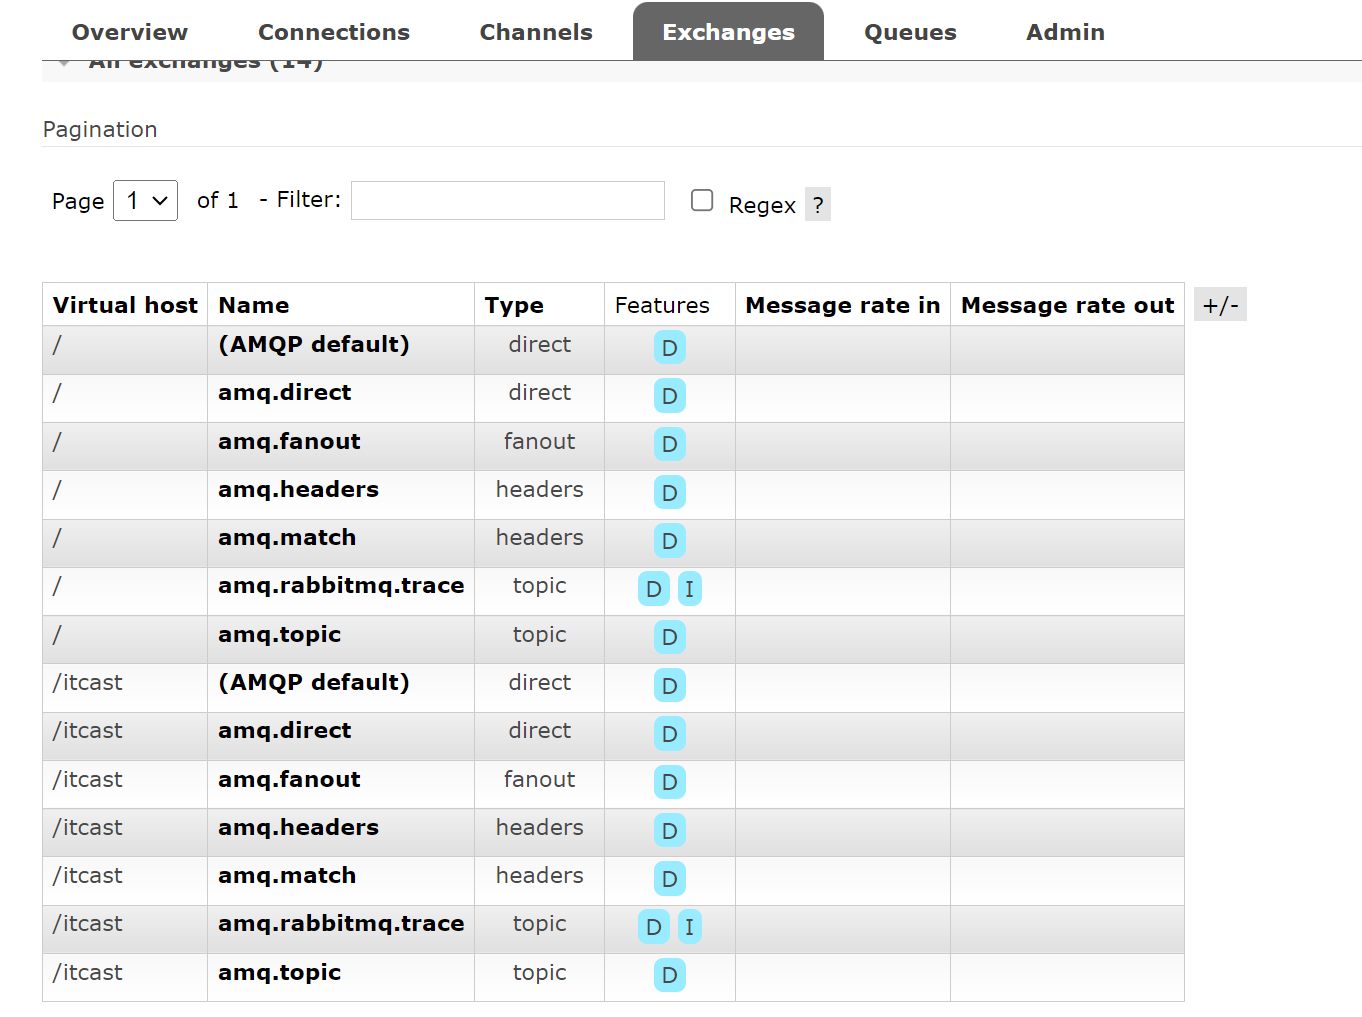 Overview Connections Channels Exchanges Queues Admin
All exchanges (14)
Pagination
Page 1 of 1 - Filter: Regex ?
Virtual host Name Type Features Message rate in Message rate out +/-
/ (AMQP default) direct D
/ amq.direct direct D
/ amq.fanout fanout D
/ amq.headers headers D
/ amq.match headers D
/ amq.rabbitmq.trace topic D I
/ amq.topic topic D
/itcast (AMQP default) direct D
/itcast amq.direct direct D
/itcast amq.fanout fanout D
/itcast amq.headers headers D
/itcast amq.match headers D
/itcast amq.rabbitmq.trace topic D I
/itcast amq.topic topic D